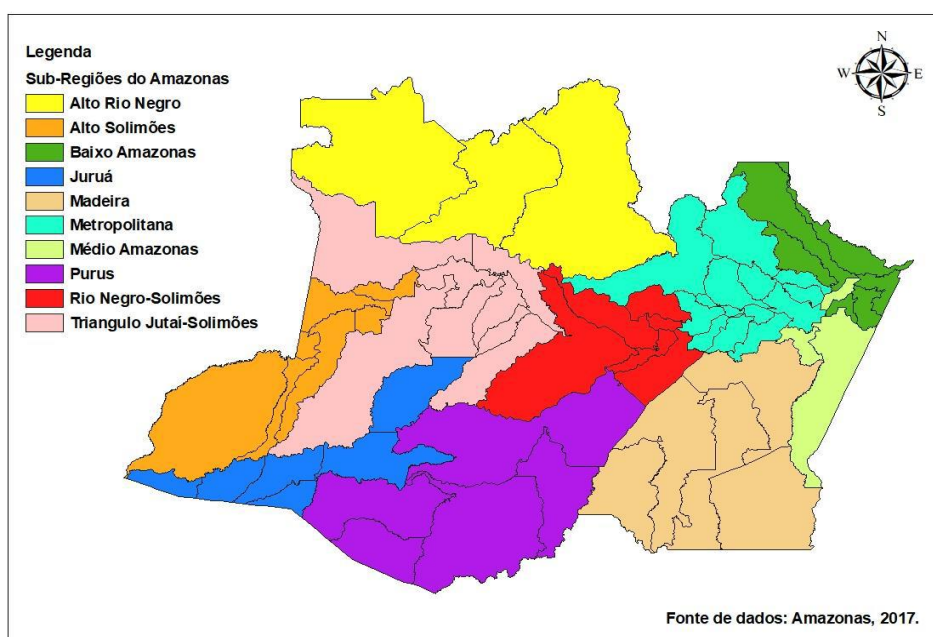 Legenda
Sub-Regiões do Amazonas
Alto Rio Negro
Alto Solimões
Baixo Amazonas
Juruá
Madeira
Metropolitana
Médio Amazonas
Purus
Rio Negro-Solimões
Triangulo Jutaí-Solimões
N
W
E
S
Fonte de dados: Amazonas, 2017.